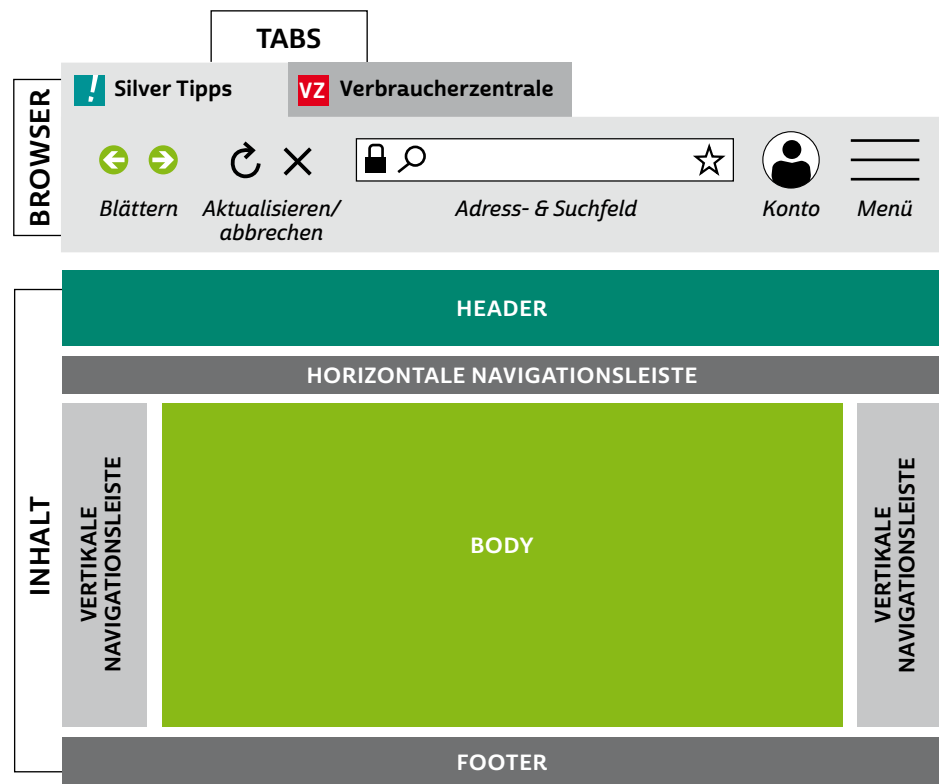 TABS
BROWSER
! Silver Tipps
VZ Verbraucherzentrale
Blättern
Aktualisieren/
abbrechen
Adress- & Suchfeld
Konto
Menü
INHALT
HEADER
HORIZONTALE NAVIGATIONSLEISTE
VERTIKALE
NAVIGATIONSLEISTE
BODY
VERTIKALE
NAVIGATIONSLEISTE
FOOTER